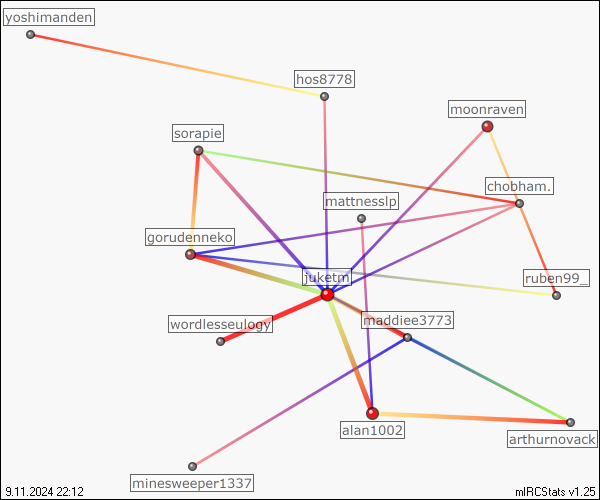 yoshimanden
hos8778
moonraven
sorapie
chobham.
mattnesslp
gorudenneko
juketm
ruben99_
wordlesseulogy
maddiee3773
alan1002
arthurnovack
minesweeper1337
9.11.2024 22:12
mIRCStats v1.25